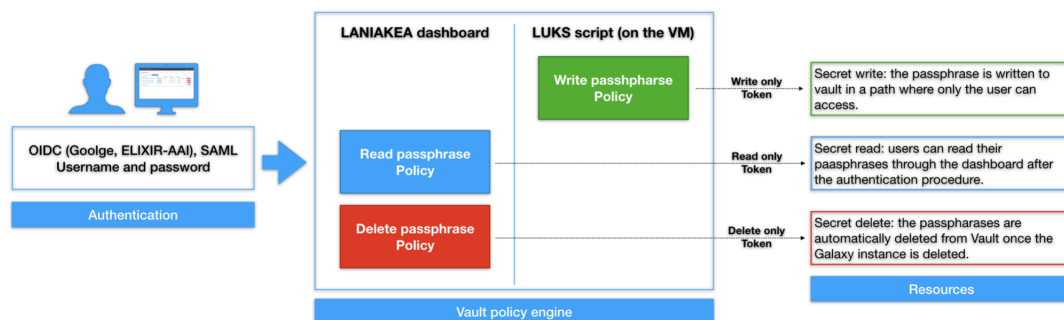 LANIAKEA dashboard
LUKS script (on the VM)
Write passhpharse
Policy
Write only
Token
Secret write: the passphrase is written to
vault in a path where only the user can
access.
OIDC (Goolge, ELIXIR-AAI), SAML
Username and password
Read passphrase
Policy
Read only
Token
Secret read: users can read their
paasphrases through the dashboard after
the authentication procedure.
Authentication
Delete passphrase
Policy
Delete only
Token
Secret delete: the passpharases are
automatically deleted from Vault once the
Galaxy instance is deleted.
Resources
Vault policy engine